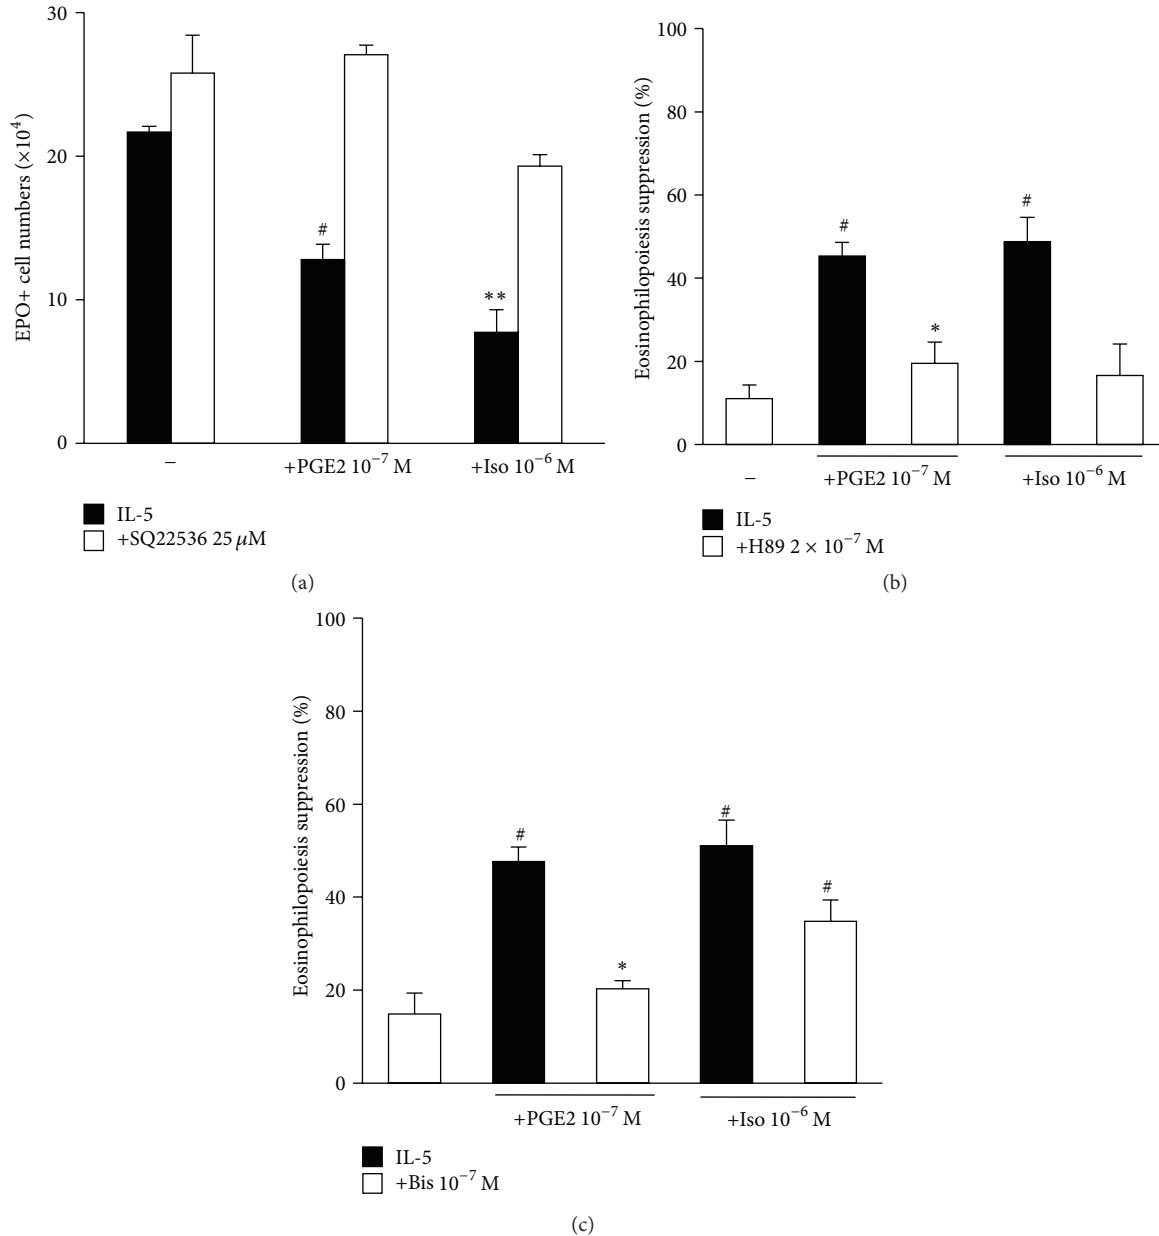 30
20
10
0
EPO+ cell numbers (×10⁴)
#
**
−
+PGE2 10⁻⁷ M
+Iso 10⁻⁶ M
IL-5
+SQ22536 25 μM
(a)
100
80
60
40
20
0
Eosinophilopoiesis suppression (%)
#
*
#
−
+PGE2 10⁻⁷ M
+Iso 10⁻⁶ M
IL-5
+H89 2 × 10⁻⁷ M
(b)
100
80
60
40
20
0
Eosinophilopoiesis suppression (%)
#
*
#
#
+PGE2 10⁻⁷ M
+Iso 10⁻⁶ M
IL-5
+Bis 10⁻⁷ M
(c)